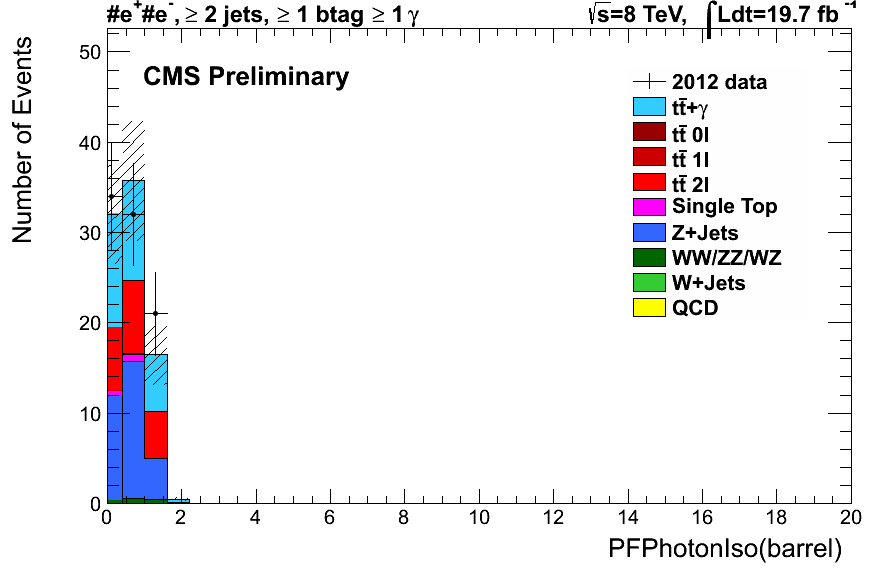 #e⁺#e⁻, ≥ 2 jets, ≥ 1 btag ≥ 1 γ
√s=8 TeV, ∫Ldt=19.7 fb⁻¹
CMS Preliminary
2012 data
tt̄+γ
tt̄ 0l
tt̄ 1l
tt̄ 2l
Single Top
Z+Jets
WW/ZZ/WZ
W+Jets
QCD
Number of Events
50
40
30
20
10
0
0 2 4 6 8 10 12 14 16 18 20
PFPhotonIso(barrel)